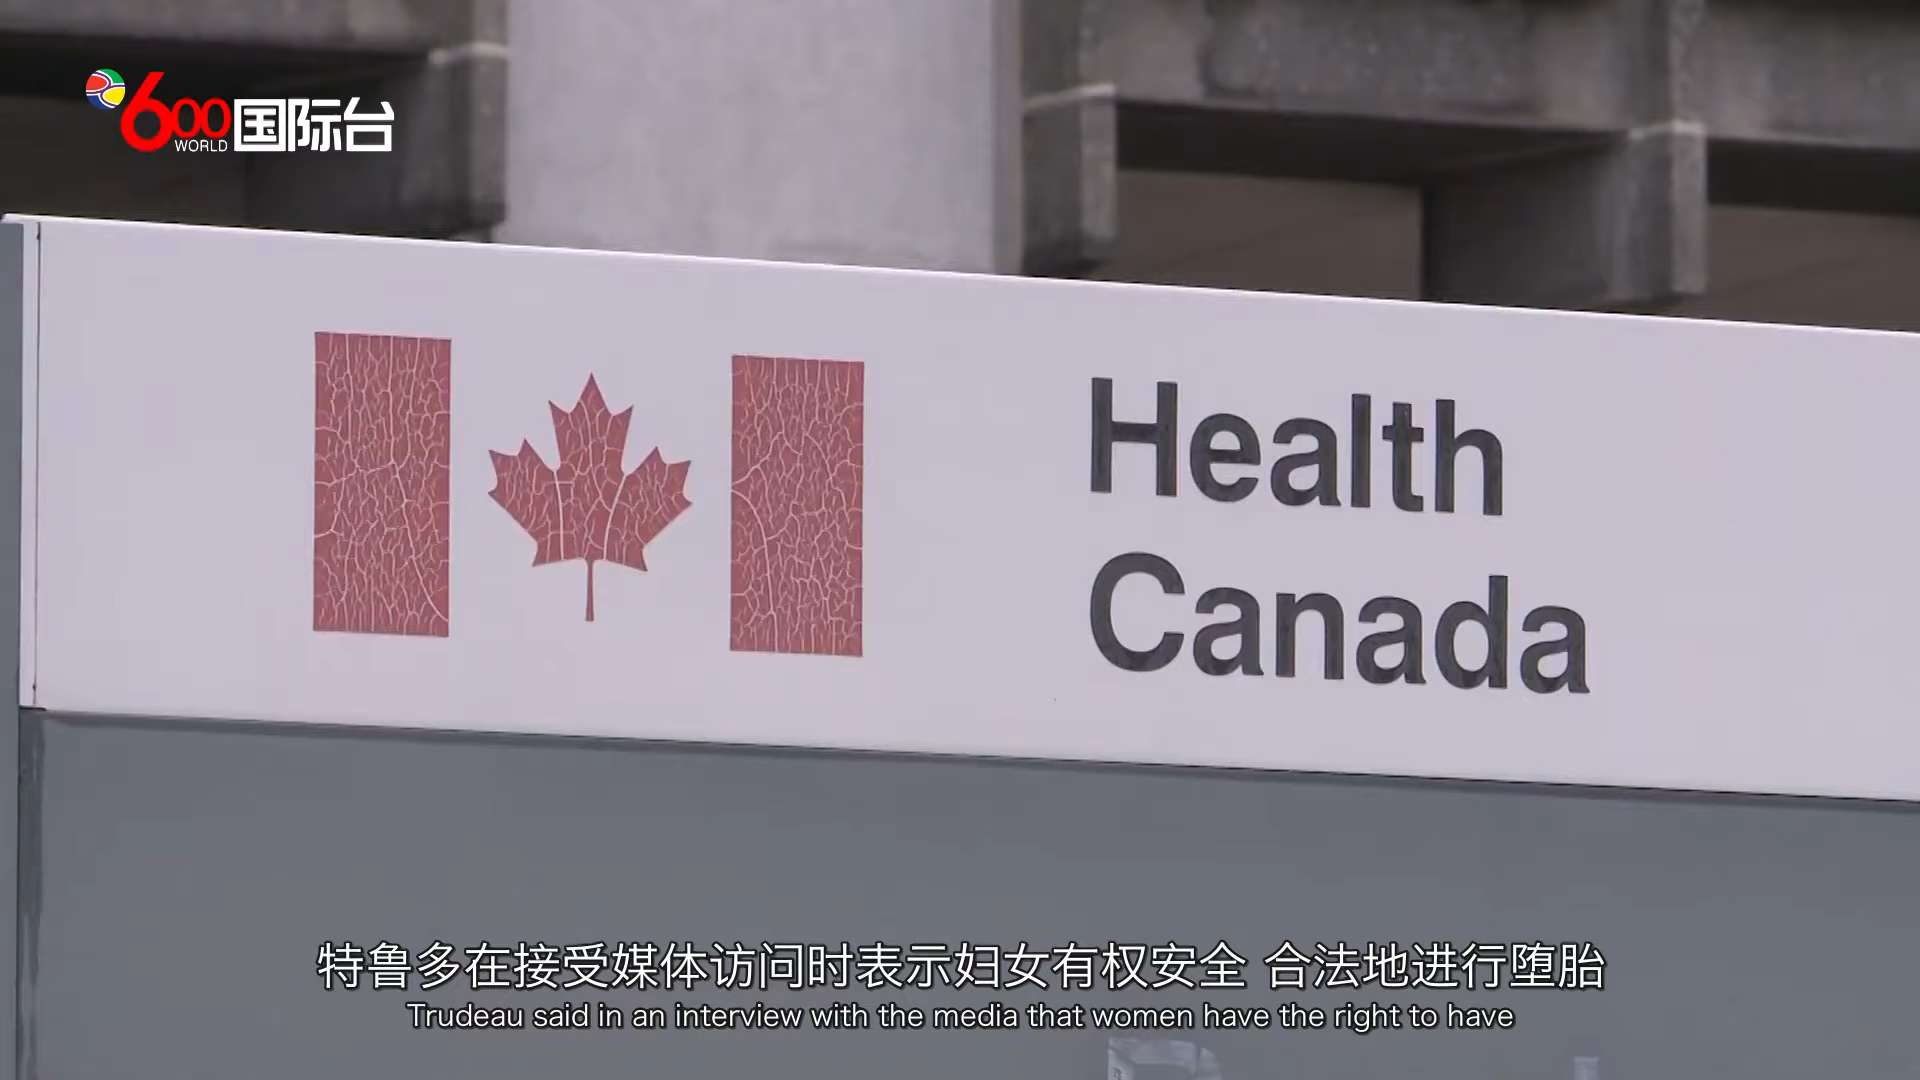 600国际台
WORLD
Health
Canada
特鲁多在接受媒体访问时表示妇女有权安全 合法地进行堕胎
Trudeau said in an interview with the media that women have the right to have